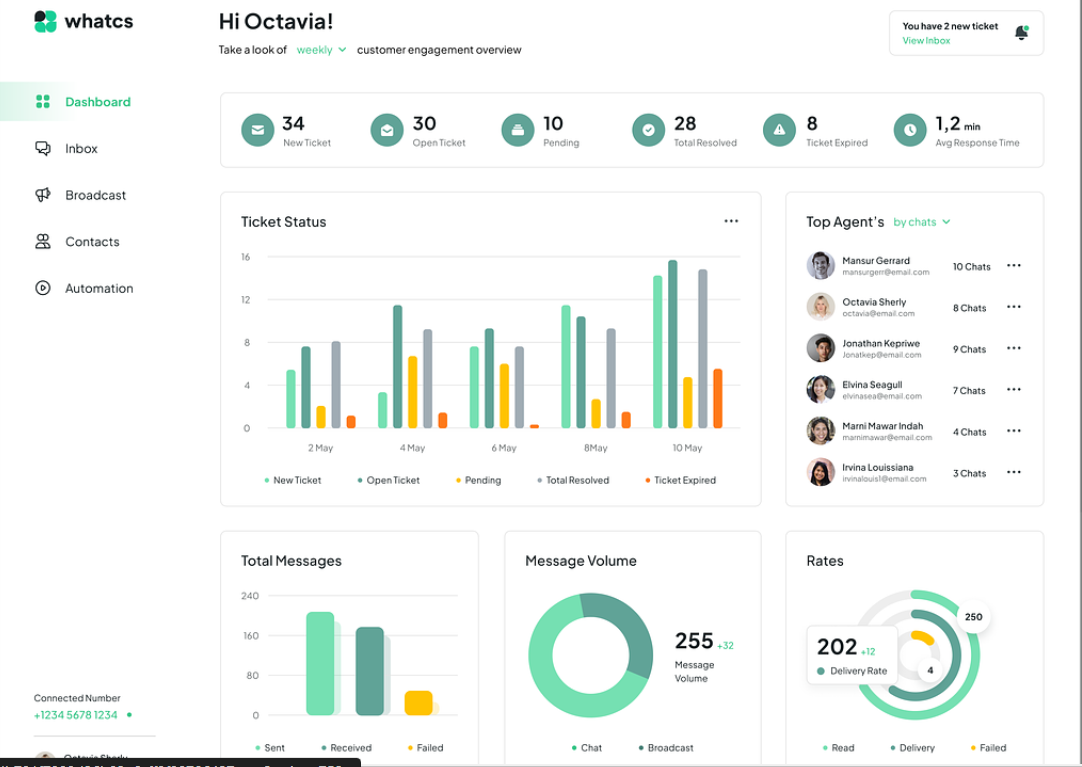 whatcs
Hi Octavia!
Take a look of weekly customer engagement overview
You have 2 new ticket
View Inbox
Dashboard
Inbox
Broadcast
Contacts
Automation
34
New Ticket
30
Open Ticket
10
Pending
28
Total Resolved
8
Ticket Expired
1,2 min
Avg Response Time
Ticket Status
16
12
8
4
0
2 May 4 May 6 May 8May 10 May
New Ticket Open Ticket Pending Total Resolved Ticket Expired
Top Agent's by chats
Mansur Gerrard
mansurgerr@email.com
10 Chats
Octavia Sherly
octavia@email.com
8 Chats
Jonathan Kepriwe
Jonatkep@email.com
9 Chats
Elvina Seagull
elvinasea@email.com
7 Chats
Marni Mawar Indah
marnimawar@email.com
4 Chats
Irvina Louissiana
irvinalouis1@email.com
3 Chats
Total Messages
240
160
80
0
Sent Received Failed
Message Volume
255 +32
Message
Volume
Chat Broadcast
Rates
250
202 +12
Delivery Rate
4
Read Delivery Failed
Connected Number
+1234 5678 1234
Octavia Sherly